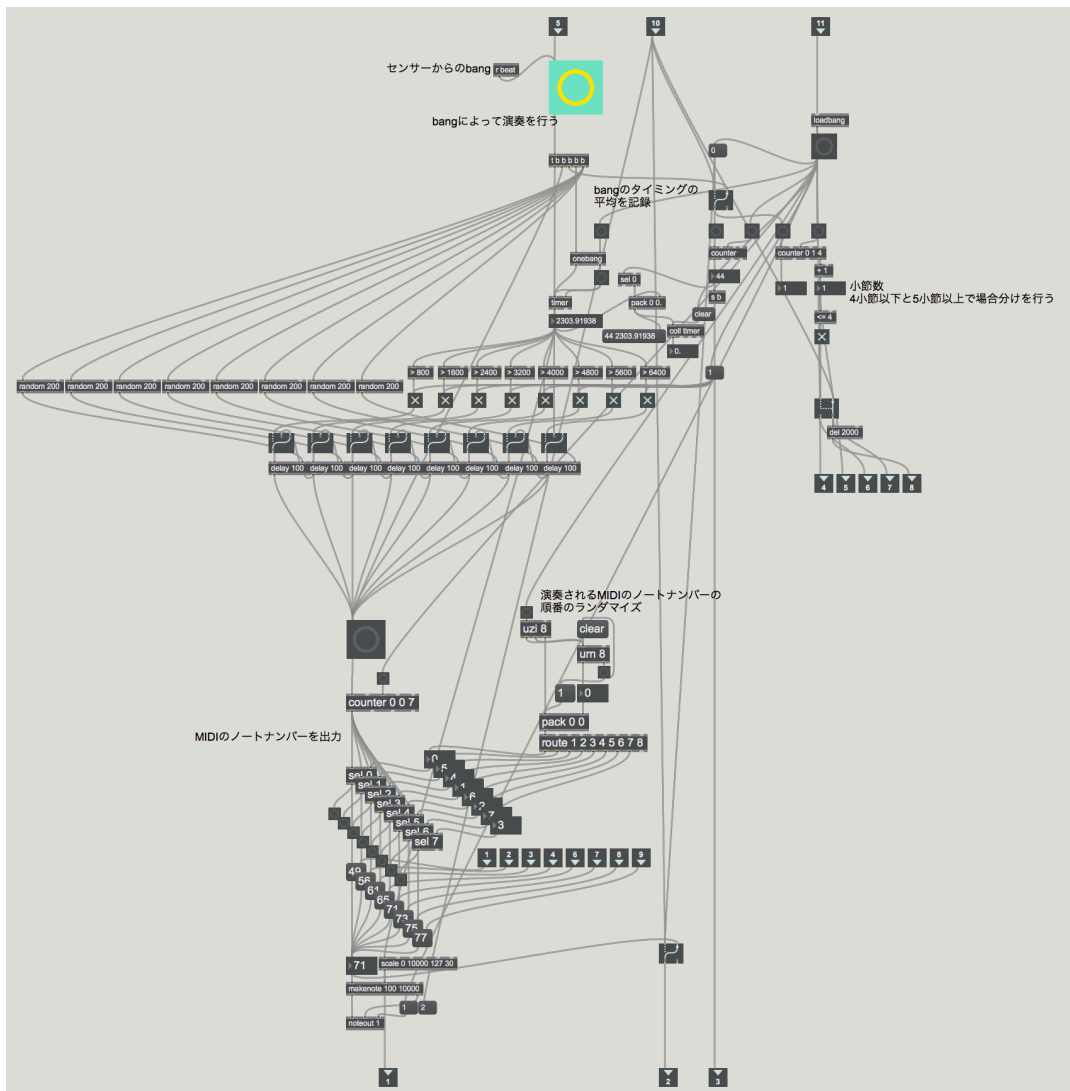 5
10
11
センサーからのbang
r beat
bangによって演奏を行う
loadbang
0
t b b b b b
bangのタイミングの
平均を記録
onebang
counter
counter 0 1 4
sel 0
+ 1
44
1
1
小節数
4小節以下と5小節以上で場合分けを行う
timer
pack 0 0.
s b
clear
2303.91938
44 2303.91938
coll timer
<= 4
0.
> 800
> 1600
> 2400
> 3200
> 4000
> 4800
> 5600
> 6400
1
random 200
random 200
random 200
random 200
random 200
random 200
random 200
random 200
del 2000
delay 100
delay 100
delay 100
delay 100
delay 100
delay 100
delay 100
delay 100
4
5
6
7
8
演奏されるMIDIのノートナンバーの
順番のランダマイズ
uzi 8
clear
urn 8
1
0
counter 0 0 7
pack 0 0
MIDIのノートナンバーを出力
route 1 2 3 4 5 6 7 8
0
5
4
1
6
2
7
3
sel 0
sel 1
sel 2
sel 3
sel 4
sel 5
sel 6
sel 7
1
2
3
4
6
7
8
9
49
56
61
65
71
73
75
77
71
scale 0 10000 127 30
makenote 100 10000
1
2
noteout 1
1
2
3